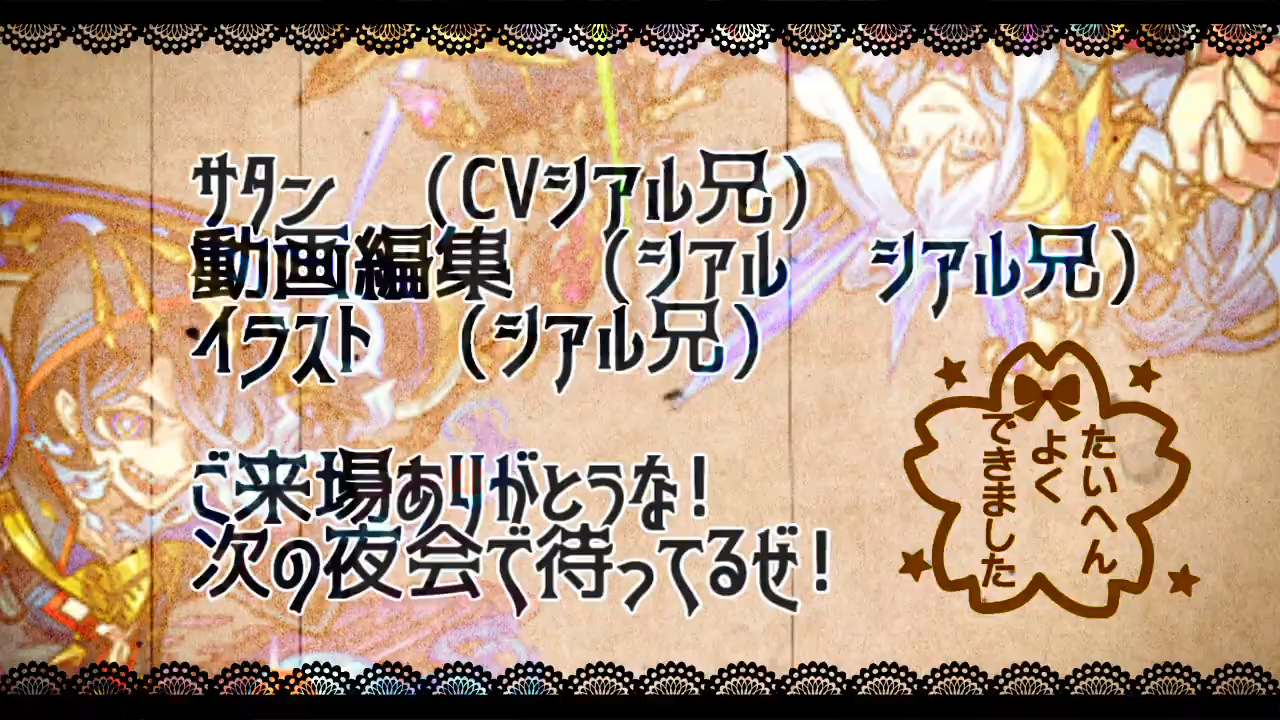 サタン　（CVシアル兄）
動画編集　（シアル　シアル兄）
イラスト　（シアル兄）
ご来場ありがとうな！
次の夜会で待ってるぜ！
たいへん
よく
できました